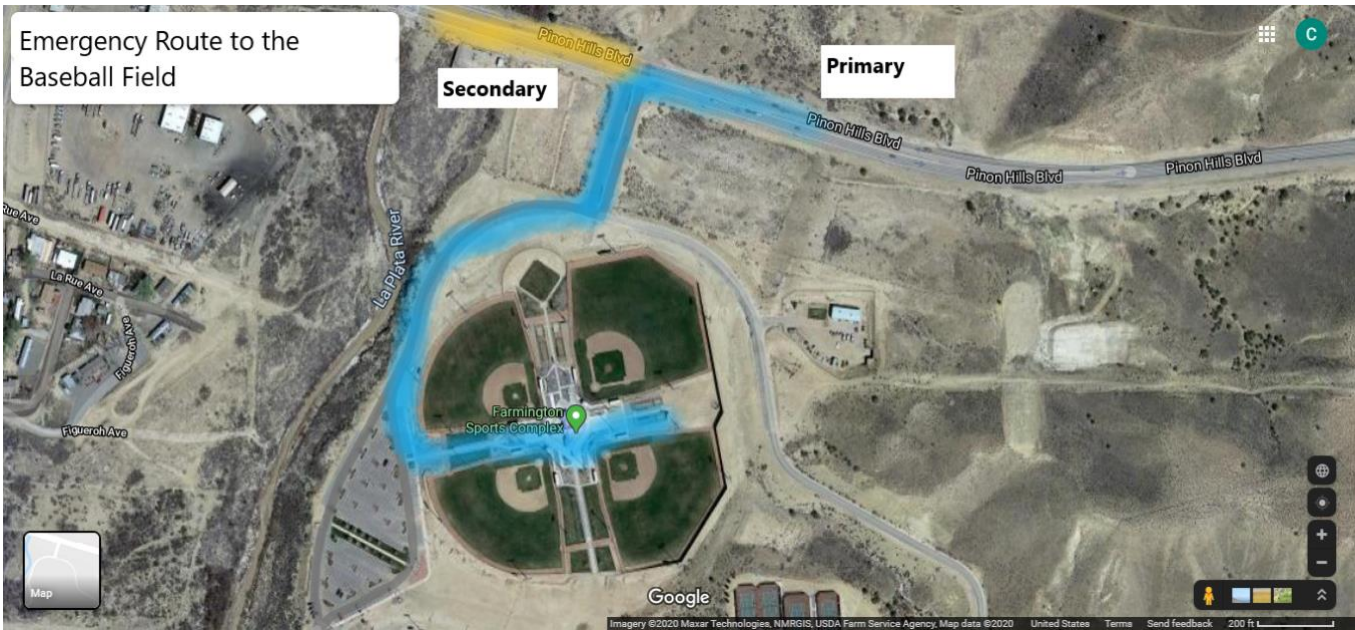 Emergency Route to the
Baseball Field
Pinon Hills Blvd
Secondary
Primary
C
Pinon Hills Blvd
Pinon Hills Blvd
Pinon Hills Blvd
Rue Ave
La Rue Ave
La Plata River
Figueroh Ave
Figueroh Ave
Farmington
Sports Complex
Map
Google
Imagery ©2020 Maxar Technologies, NMRGIS, USDA Farm Service Agency, Map data ©2020 United States Terms Send feedback 200 ft